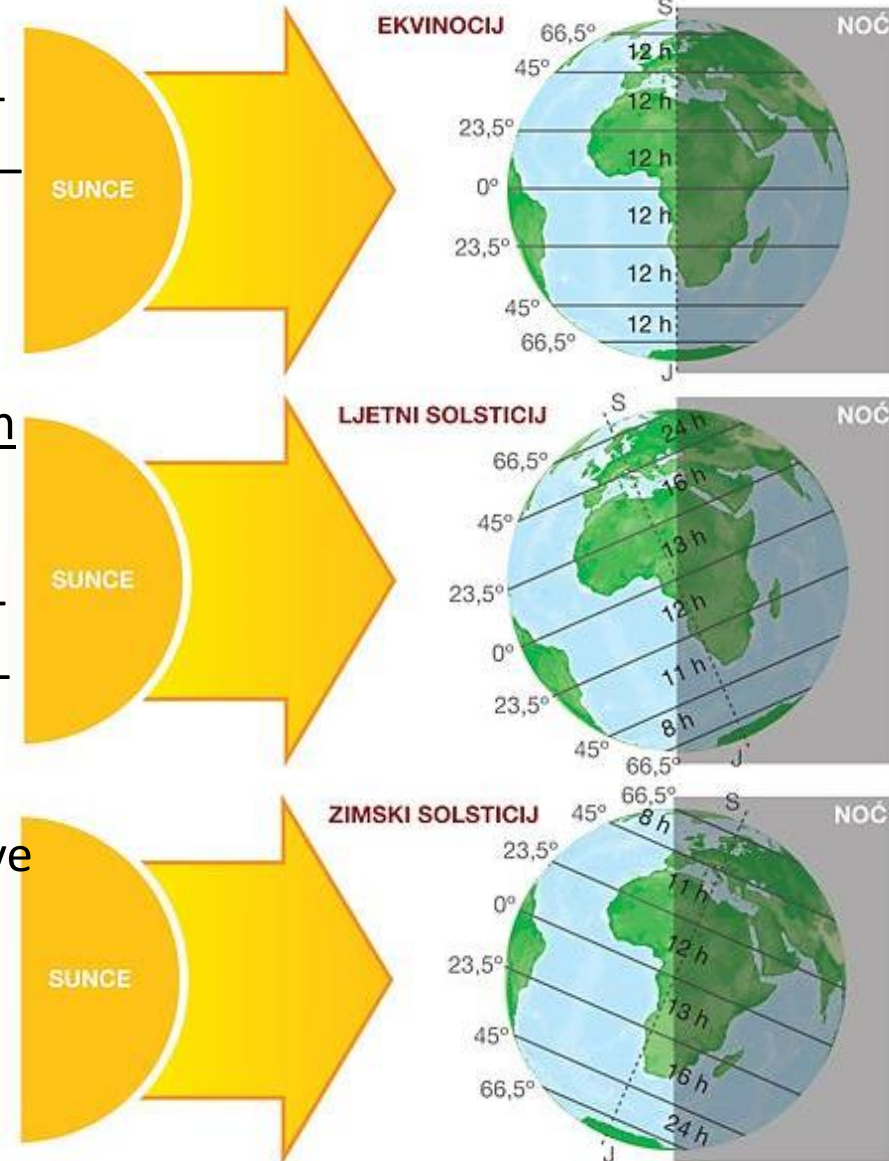 EKVINOCIJ
S
NOĆ
66,5°
12 h
45°
12 h
23,5°
12 h
SUNCE
0°
12 h
23,5°
12 h
45°
12 h
66,5°
J
LJETNI SOLSTICIJ
S
NOĆ
24 h
66,5°
16 h
45°
13 h
SUNCE
23,5°
12 h
0°
11 h
23,5°
8 h
45°
66,5°
J
ZIMSKI SOLSTICIJ
66,5°
S
NOĆ
45°
8 h
23,5°
11 h
0°
12 h
SUNCE
23,5°
13 h
45°
16 h
66,5°
24 h
J